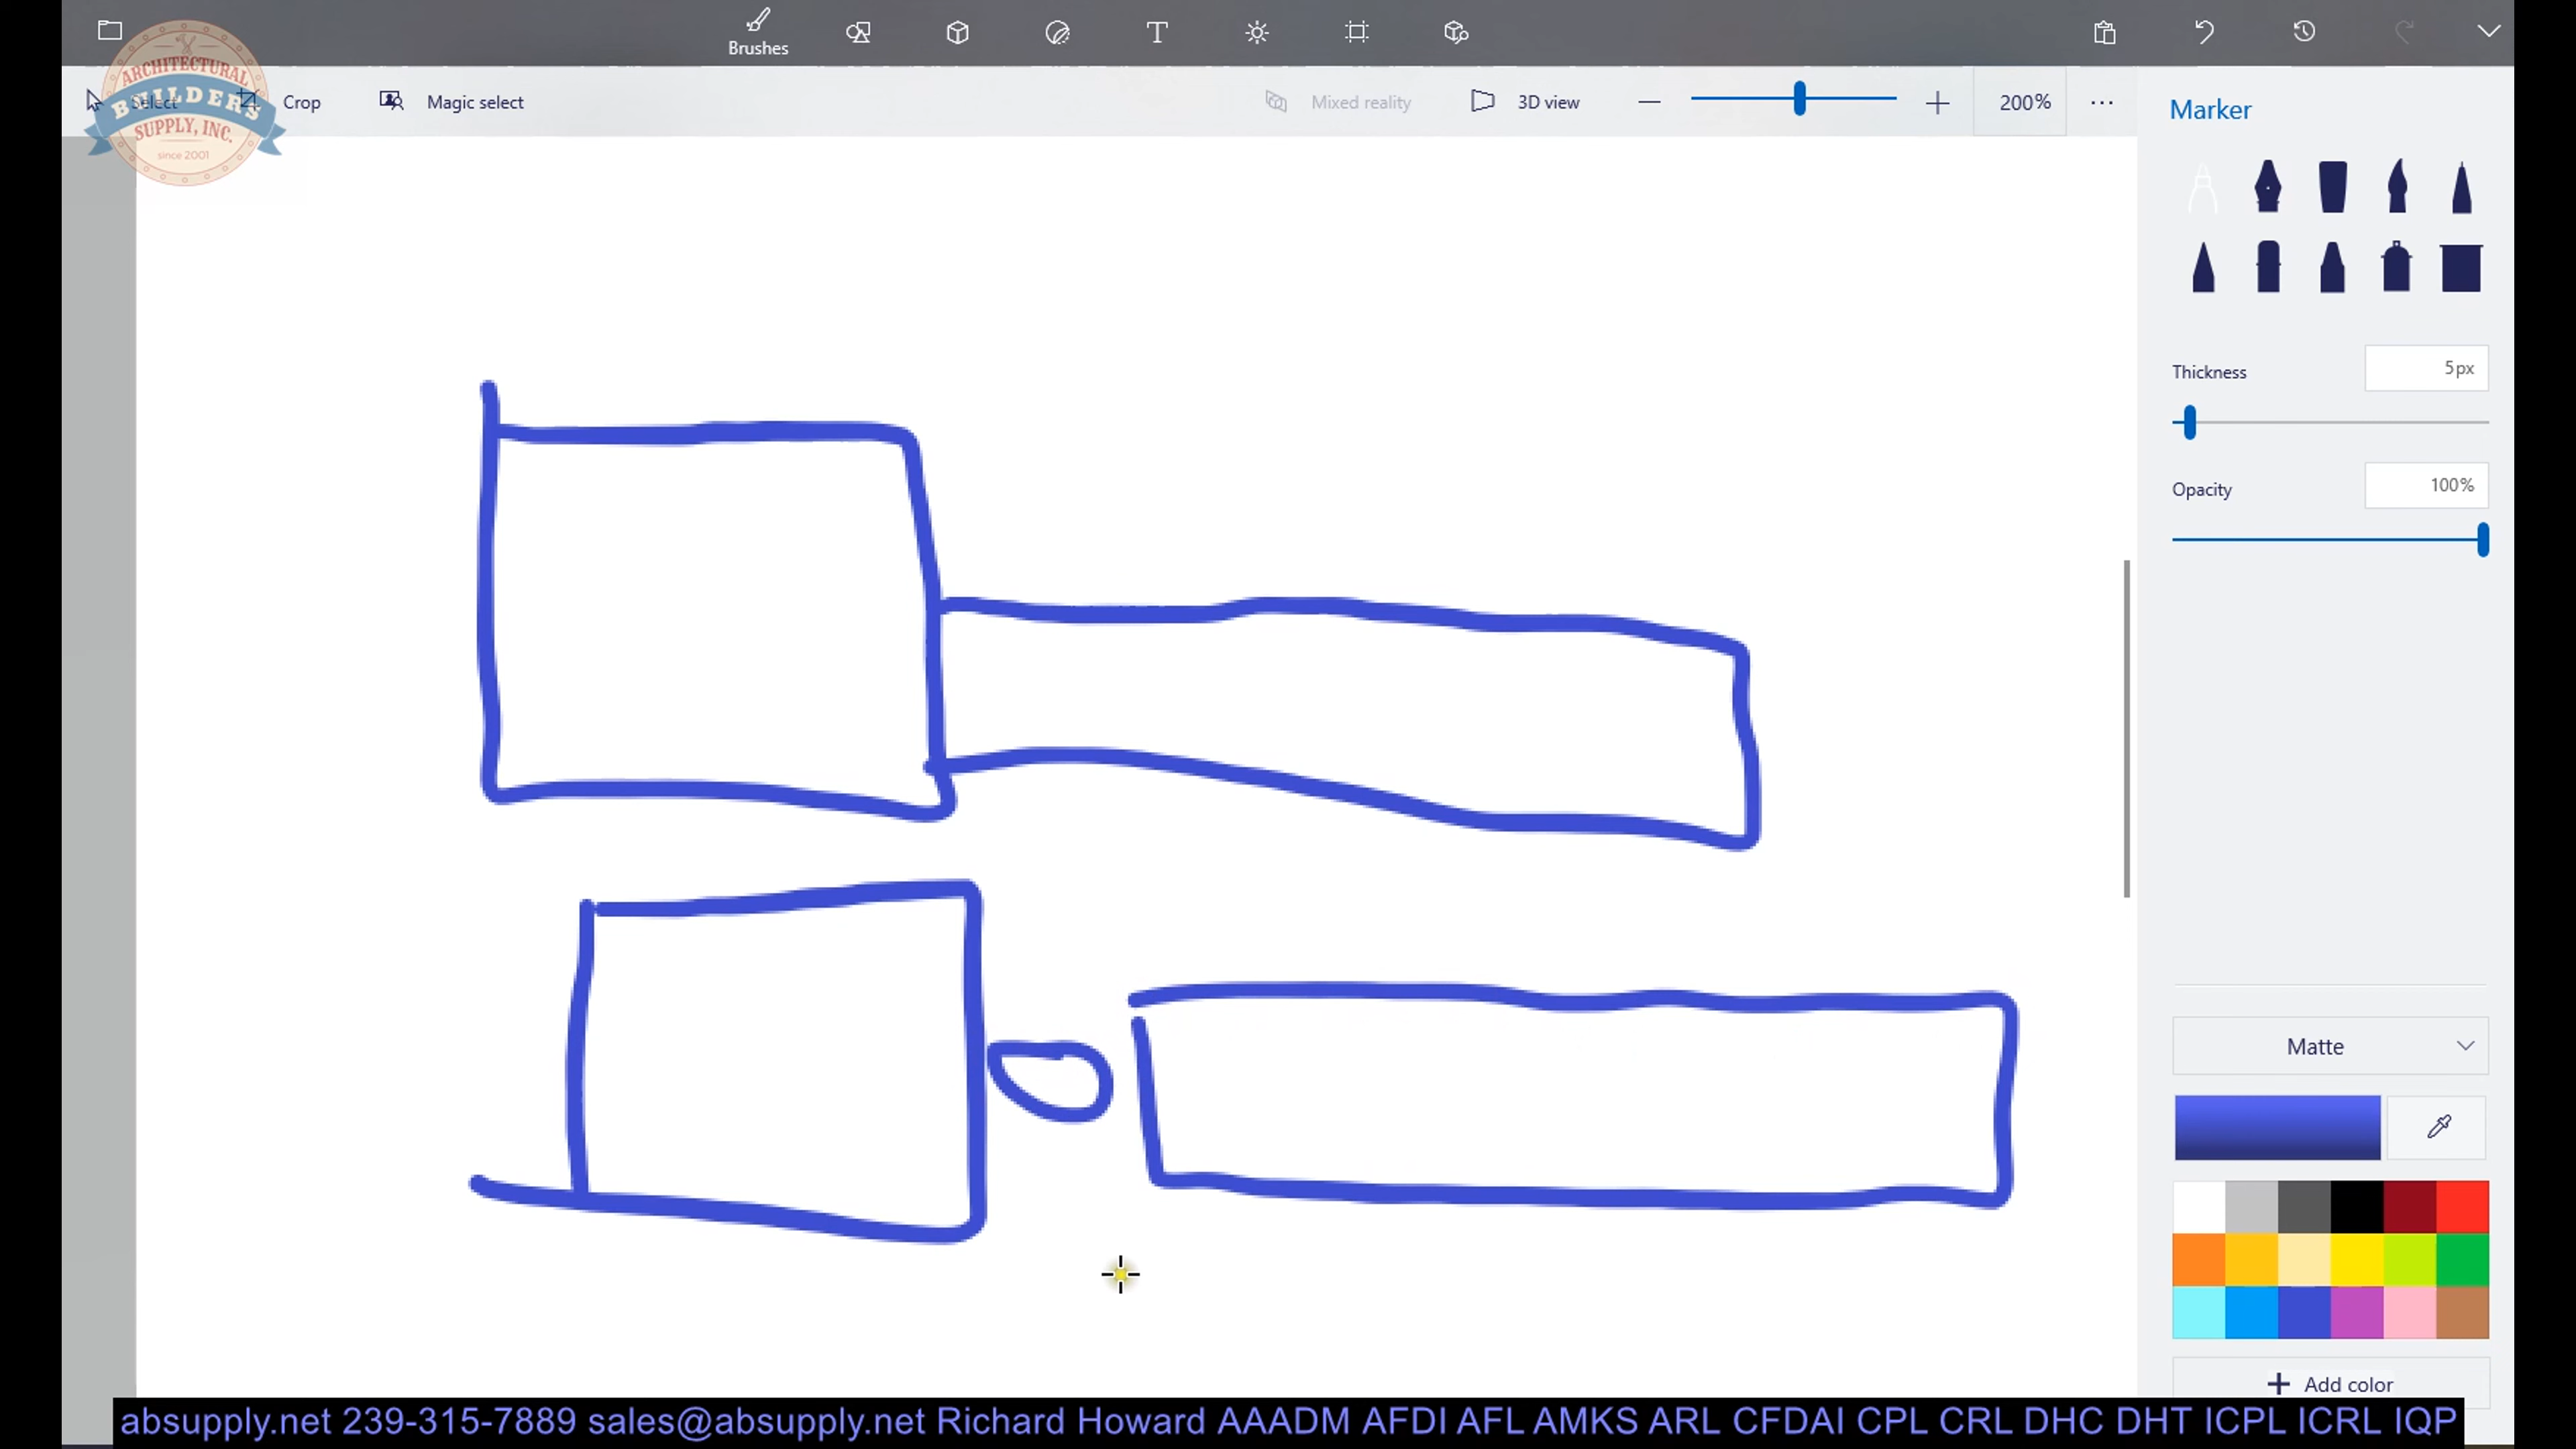 Brushes
ARCHITECTURAL
BUILDERS
SUPPLY, INC.
since 2001
Select
Crop
Magic select
Mixed reality
3D view
200%
Marker
Thickness
5px
Opacity
100%
Matte
Add color
absupply.net 239-315-7889 sales@absupply.net Richard Howard AAADM AFDI AFL AMKS ARL CFDAI CPL CRL DHC DHT ICPL ICRL IQP